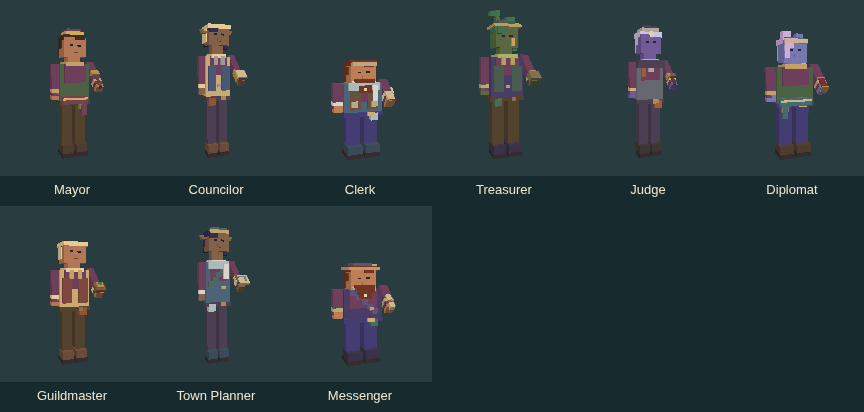 Mayor
Councilor
Clerk
Treasurer
Judge
Diplomat
Guildmaster
Town Planner
Messenger